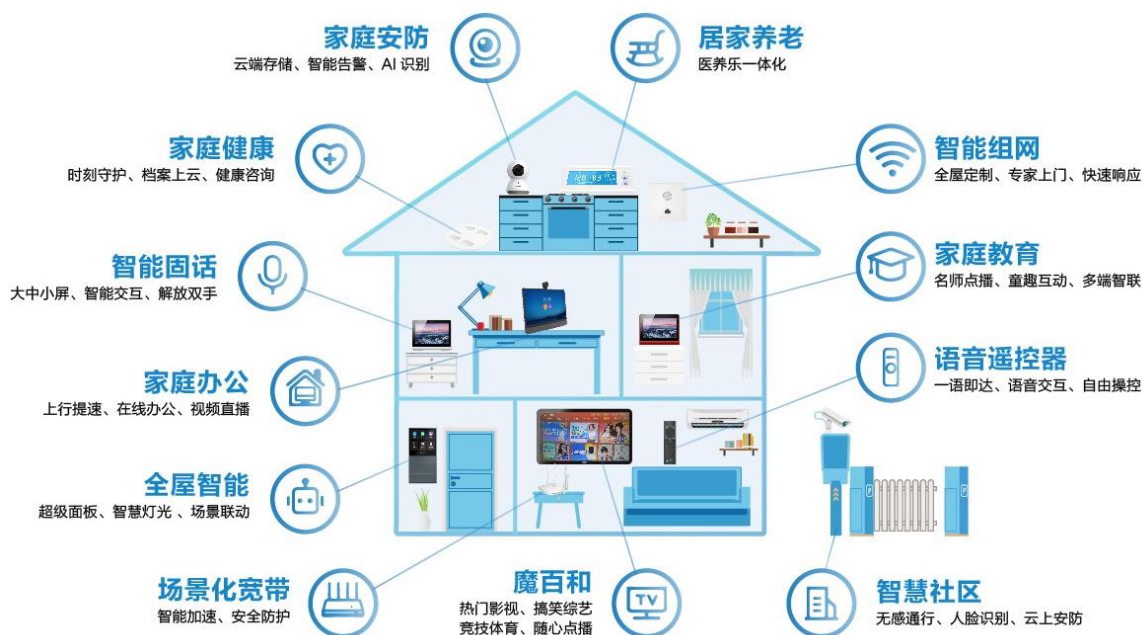 家庭安防
云端存储、智能告警、AI 识别
居家养老
医养乐一体化
家庭健康
时刻守护、档案上云、健康咨询
智能组网
全屋定制、专家上门、快速响应
智能固话
大中小屏、智能交互、解放双手
家庭教育
名师点播、童趣互动、多端智联
家庭办公
上行提速、在线办公、视频直播
语音遥控器
一语即达、语音交互、自由操控
全屋智能
超级面板、智慧灯光 、场景联动
场景化宽带
智能加速、安全防护
魔百和
热门影视、搞笑综艺
竞技体育、随心点播
TV
智慧社区
无感通行、人脸识别、云上安防